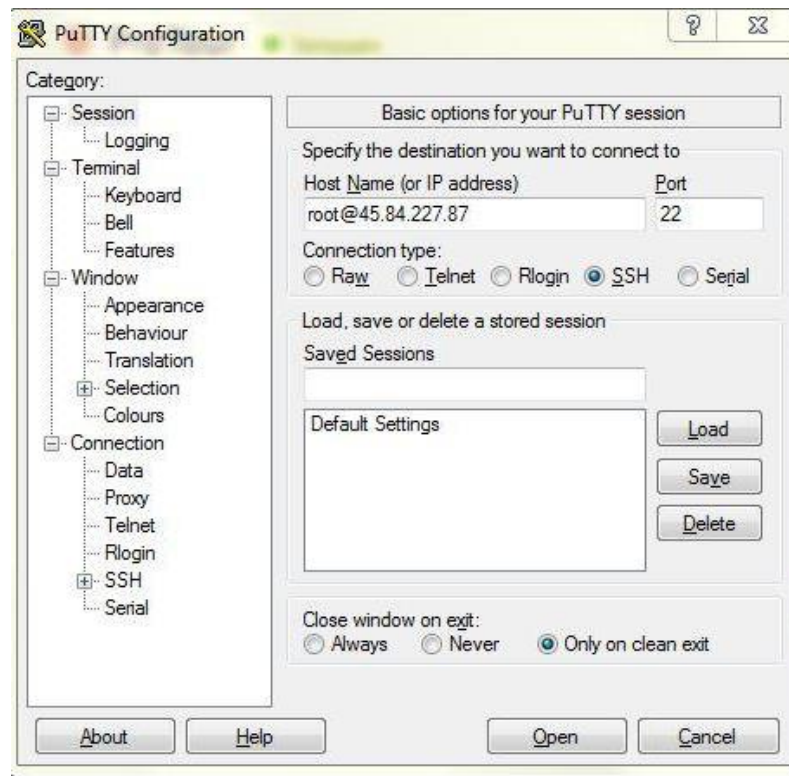 PuTTY Configuration
Category:
Session
Logging
Terminal
Keyboard
Bell
Features
Window
Appearance
Behaviour
Translation
Selection
Colours
Connection
Data
Proxy
Telnet
Rlogin
SSH
Serial
Basic options for your PuTTY session
Specify the destination you want to connect to
Host Name (or IP address) Port
root@45.84.227.87 22
Connection type:
Raw Telnet Rlogin SSH Serial
Load, save or delete a stored session
Saved Sessions
Default Settings
Load
Save
Delete
Close window on exit:
Always Never Only on clean exit
About Help Open Cancel